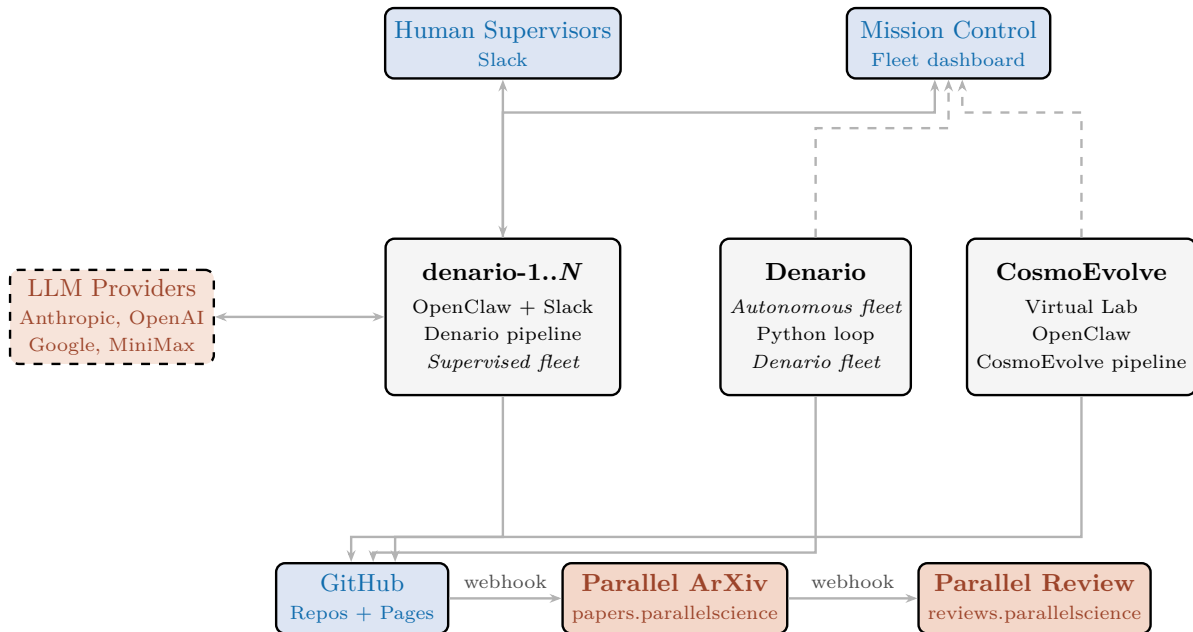 Human Supervisors
Slack
Mission Control
Fleet dashboard
LLM Providers
Anthropic, OpenAI
Google, MiniMax
denario-1..N
OpenClaw + Slack
Denario pipeline
Supervised fleet
Denario
Autonomous fleet
Python loop
Denario fleet
CosmoEvolve
Virtual Lab
OpenClaw
CosmoEvolve pipeline
GitHub
Repos + Pages
webhook
Parallel ArXiv
papers.parallelscience
webhook
Parallel Review
reviews.parallelscience